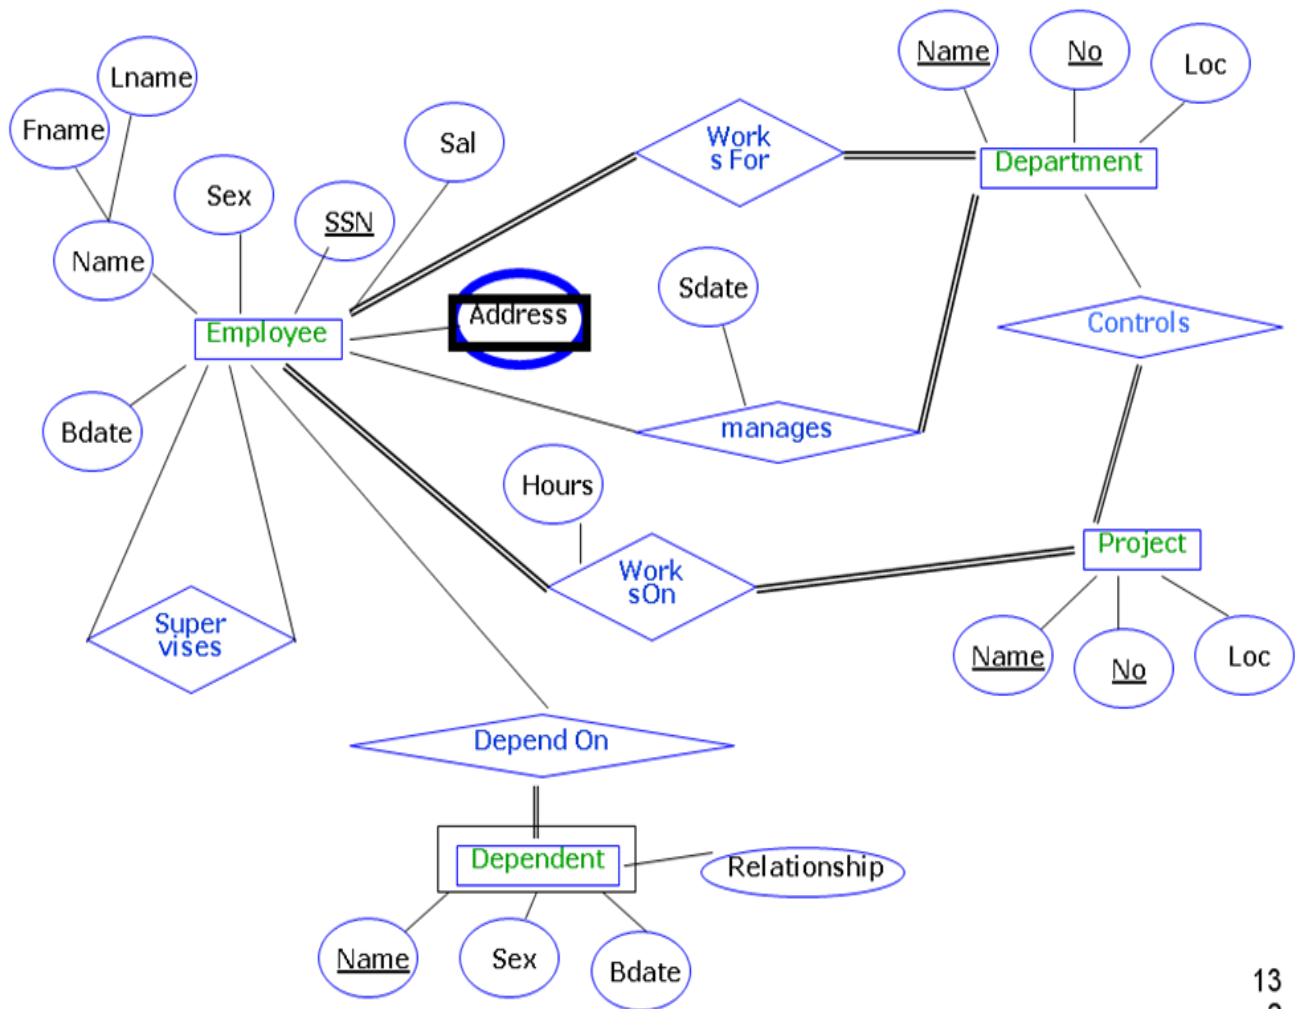 Name
No
Loc
Lname
Fname
Sal
Work
s For
Department
Sex
SSN
Name
Sdate
Address
Employee
Controls
Bdate
manages
Hours
Project
Work
sOn
Super
vises
Name
No
Loc
Depend On
Dependent
Relationship
Name
Sex
Bdate
13